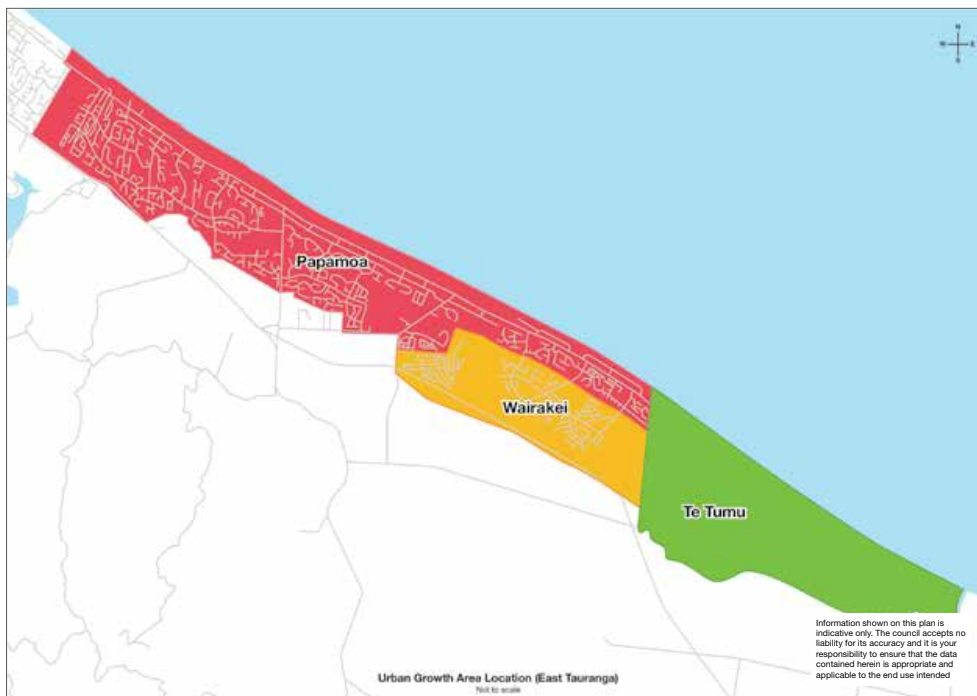 N
W E
S
Papamoa
Wairakei
Te Tumu
Information shown on this plan is
indicative only. The council accepts no
liability for its accuracy and it is your
responsibility to ensure that the data
contained herein is appropriate and
applicable to the end use intended
Urban Growth Area Location (East Tauranga)
Not to scale